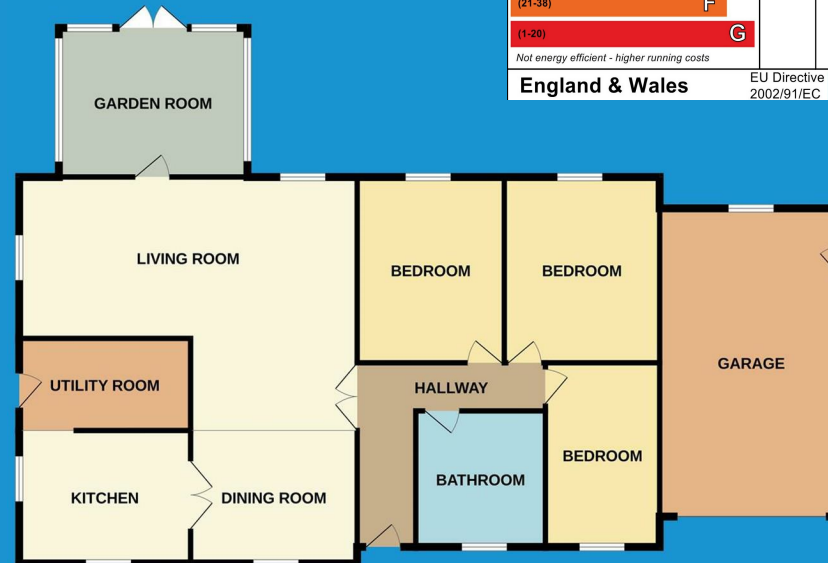 (21-38) F
(1-20) G
Not energy efficient - higher running costs
England & Wales
EU Directive
2002/91/EC
GARDEN ROOM
LIVING ROOM
BEDROOM
BEDROOM
GARAGE
UTILITY ROOM
HALLWAY
BEDROOM
BATHROOM
KITCHEN
DINING ROOM